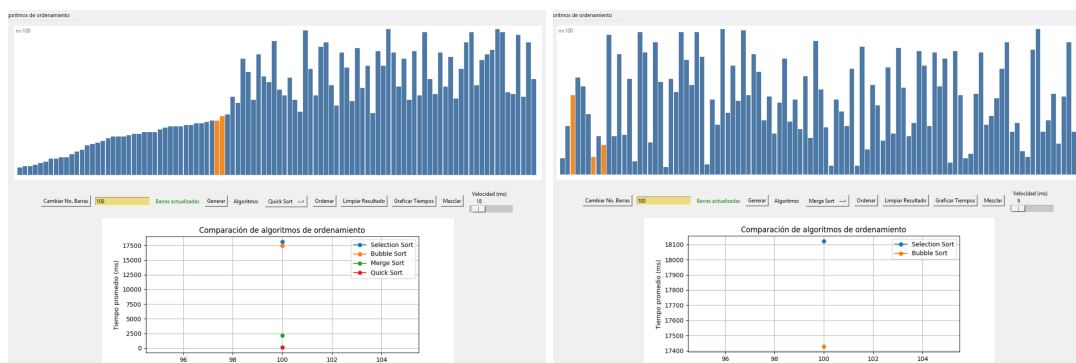 goritmos de ordenamiento
n=100
Cambiar No. Barras 100 Barras actualizadas Generar Algoritmo: Quick Sort Ordenar Limpiar Resultado Graficar Tiempos Mezclar Velocidad (ms) 18
Comparación de algoritmos de ordenamiento
Tiempo promedio (ms)
17500
15000
12500
10000
7500
5000
2500
0
Selection Sort
Bubble Sort
Merge Sort
Quick Sort
96 98 100 102 104
oritmos de ordenamiento
n=100
Cambiar No. Barras 100 Barras actualizadas Generar Algoritmo: Merge Sort Ordenar Limpiar Resultado Graficar Tiempos Mezclar Velocidad (ms)
Comparación de algoritmos de ordenamiento
Tiempo promedio (ms)
18100
18000
17900
17800
17700
17600
17500
17400
Selection Sort
Bubble Sort
96 98 100 102 104